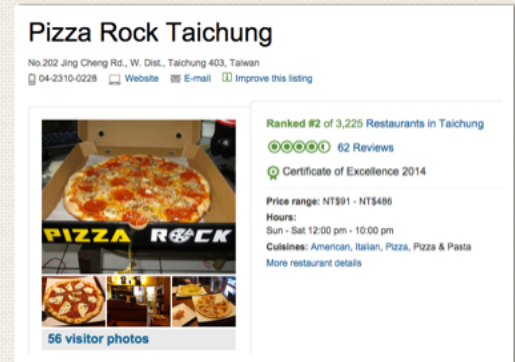 Pizza Rock Taichung
No.202 Jing Cheng Rd., W. Dist., Taichung 403, Taiwan
04-2310-0228 Website E-mail Improve this listing
PIZZA ROCK
56 visitor photos
Ranked #2 of 3,225 Restaurants in Taichung
62 Reviews
Certificate of Excellence 2014
Price range: NT$91 - NT$486
Hours:
Sun - Sat 12:00 pm - 10:00 pm
Cuisines: American, Italian, Pizza, Pizza & Pasta
More restaurant details